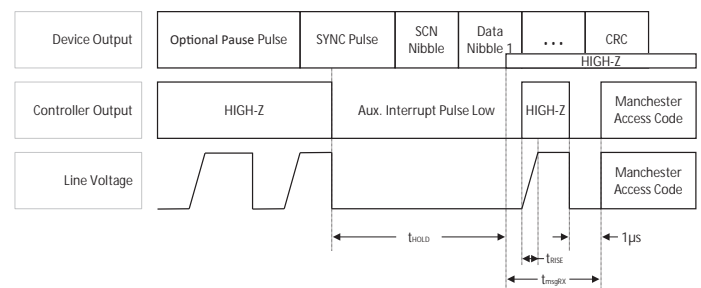 Device Output
Optional Pause Pulse
SYNC Pulse
SCN
Nibble
Data
Nibble 1
...
CRC
HIGH-Z
Controller Output
HIGH-Z
Aux. Interrupt Pulse Low
HIGH-Z
Manchester
Access Code
Line Voltage
Manchester
Access Code
tHOLD
1µs
tRISE
tmsgRX